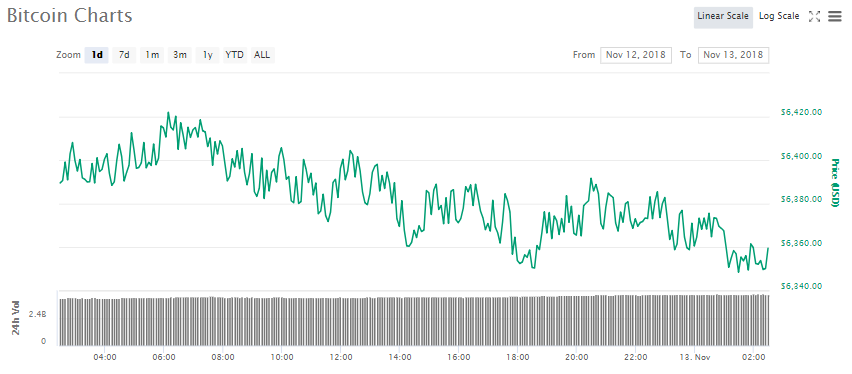 Bitcoin Charts
Linear Scale Log Scale
Zoom 1d 7d 1m 3m 1y YTD ALL
From Nov 12, 2018 To Nov 13, 2018
$6,420.00
$6,400.00
$6,380.00
$6,360.00
$6,340.00
Price (USD)
24h Vol
2.4B
0
04:00 06:00 08:00 10:00 12:00 14:00 16:00 18:00 20:00 22:00 13. Nov 02:00